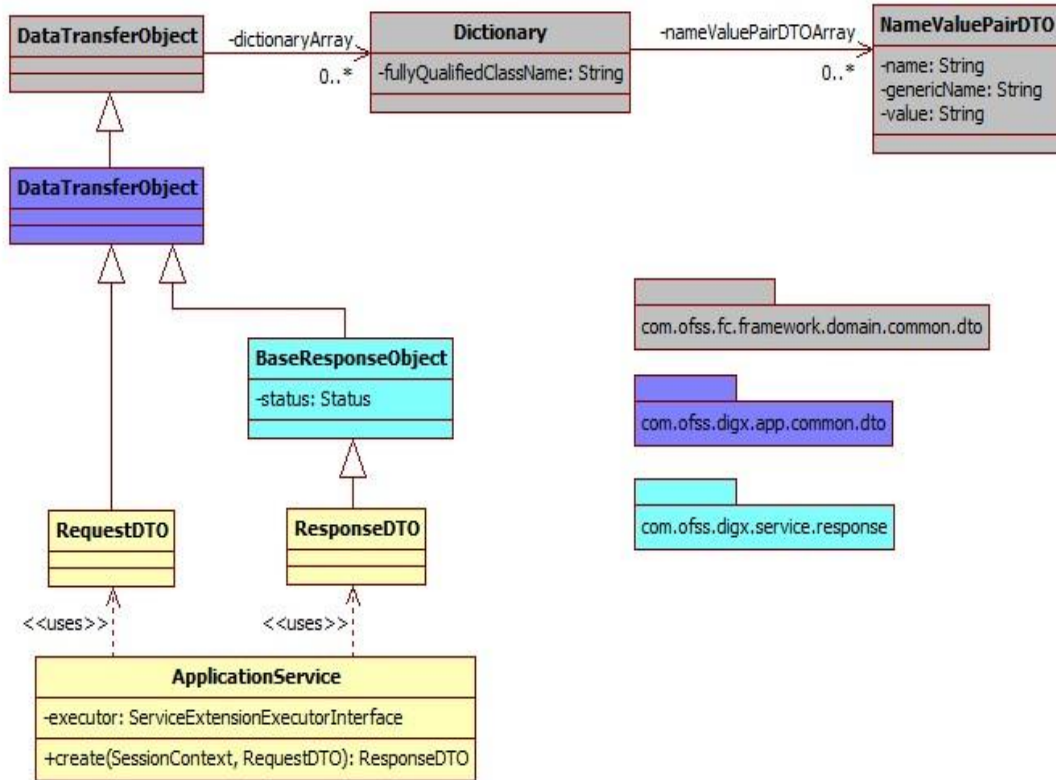 DataTransferObject
-dictionaryArray
0..*
Dictionary
-fullyQualifiedClassName: String
-nameValuePairDTOArray
0..*
NameValuePairDTO
-name: String
-genericName: String
-value: String
DataTransferObject
BaseResponseObject
-status: Status
com.ofss.fc.framework.domain.common.dto
com.ofss.digx.app.common.dto
com.ofss.digx.service.response
RequestDTO
ResponseDTO
<<uses>>
<<uses>>
ApplicationService
-executor: ServiceExtensionExecutorInterface
+create(SessionContext, RequestDTO): ResponseDTO